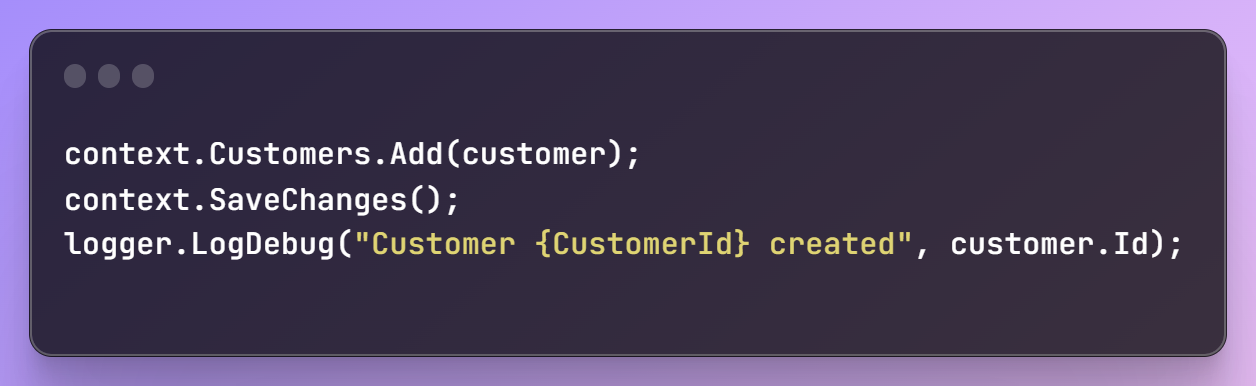 context.Customers.Add(customer);
context.SaveChanges();
logger.LogDebug("Customer {CustomerId} created", customer.Id);